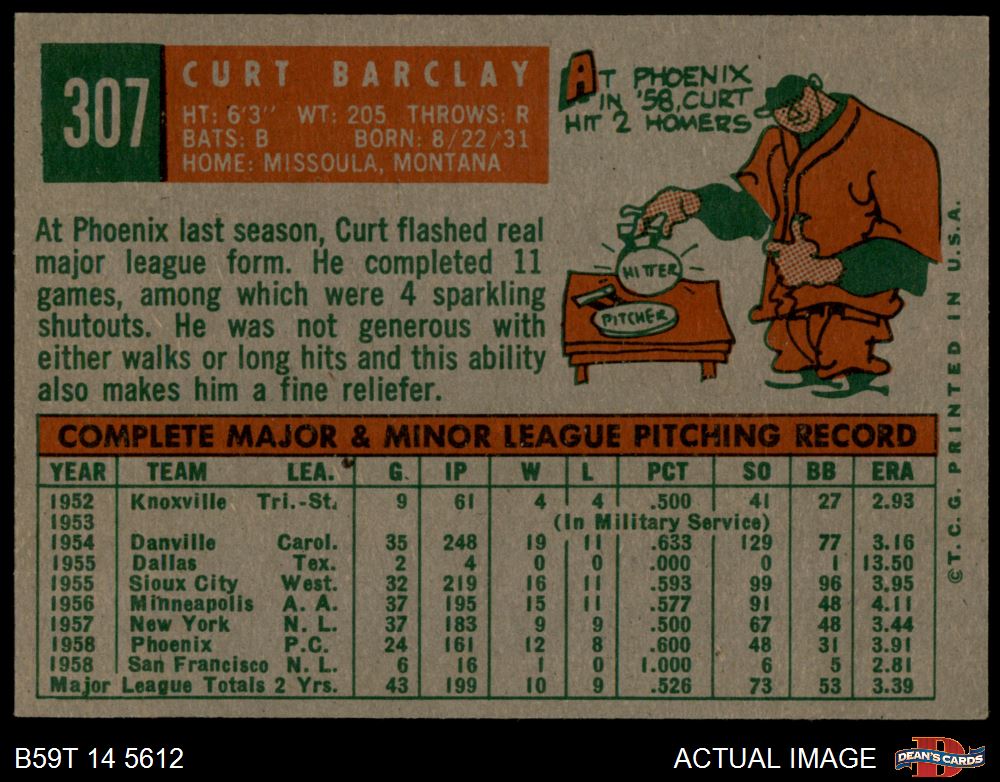 307
CURT BARCLAY
HT: 6'3" WT: 205 THROWS: R
BATS: B BORN: 8/22/31
HOME: MISSOULA, MONTANA
AT PHOENIX
IN '58, CURT
HIT 2 HOMERS
HITTER
PITCHER
At Phoenix last season, Curt flashed real
major league form. He completed 11
games, among which were 4 sparkling
shutouts. He was not generous with
either walks or long hits and this ability
also makes him a fine reliefer.
COMPLETE MAJOR & MINOR LEAGUE PITCHING RECORD
YEAR TEAM LEA. G. IP W L PCT SO BB ERA
1952 Knoxville Tri.-St. 9 61 4 4 .500 41 27 2.93
1953 (In Military Service)
1954 Danville Carol. 35 248 19 11 .633 129 77 3.16
1955 Dallas Tex. 2 4 0 0 .000 0 1 13.50
1955 Sioux City West. 32 219 16 11 .593 99 96 3.95
1956 Minneapolis A. A. 37 195 15 11 .577 91 48 4.11
1957 New York N. L. 37 183 9 9 .500 67 48 3.44
1958 Phoenix P.C. 24 161 12 8 .600 48 31 3.91
1958 San Francisco N. L. 6 16 1 0 1.000 6 5 2.81
Major League Totals 2 Yrs. 43 199 10 9 .526 73 53 3.39
© T. C. G. PRINTED IN U.S.A.
B59T 14 5612
ACTUAL IMAGE
D
DEAN'S CARDS